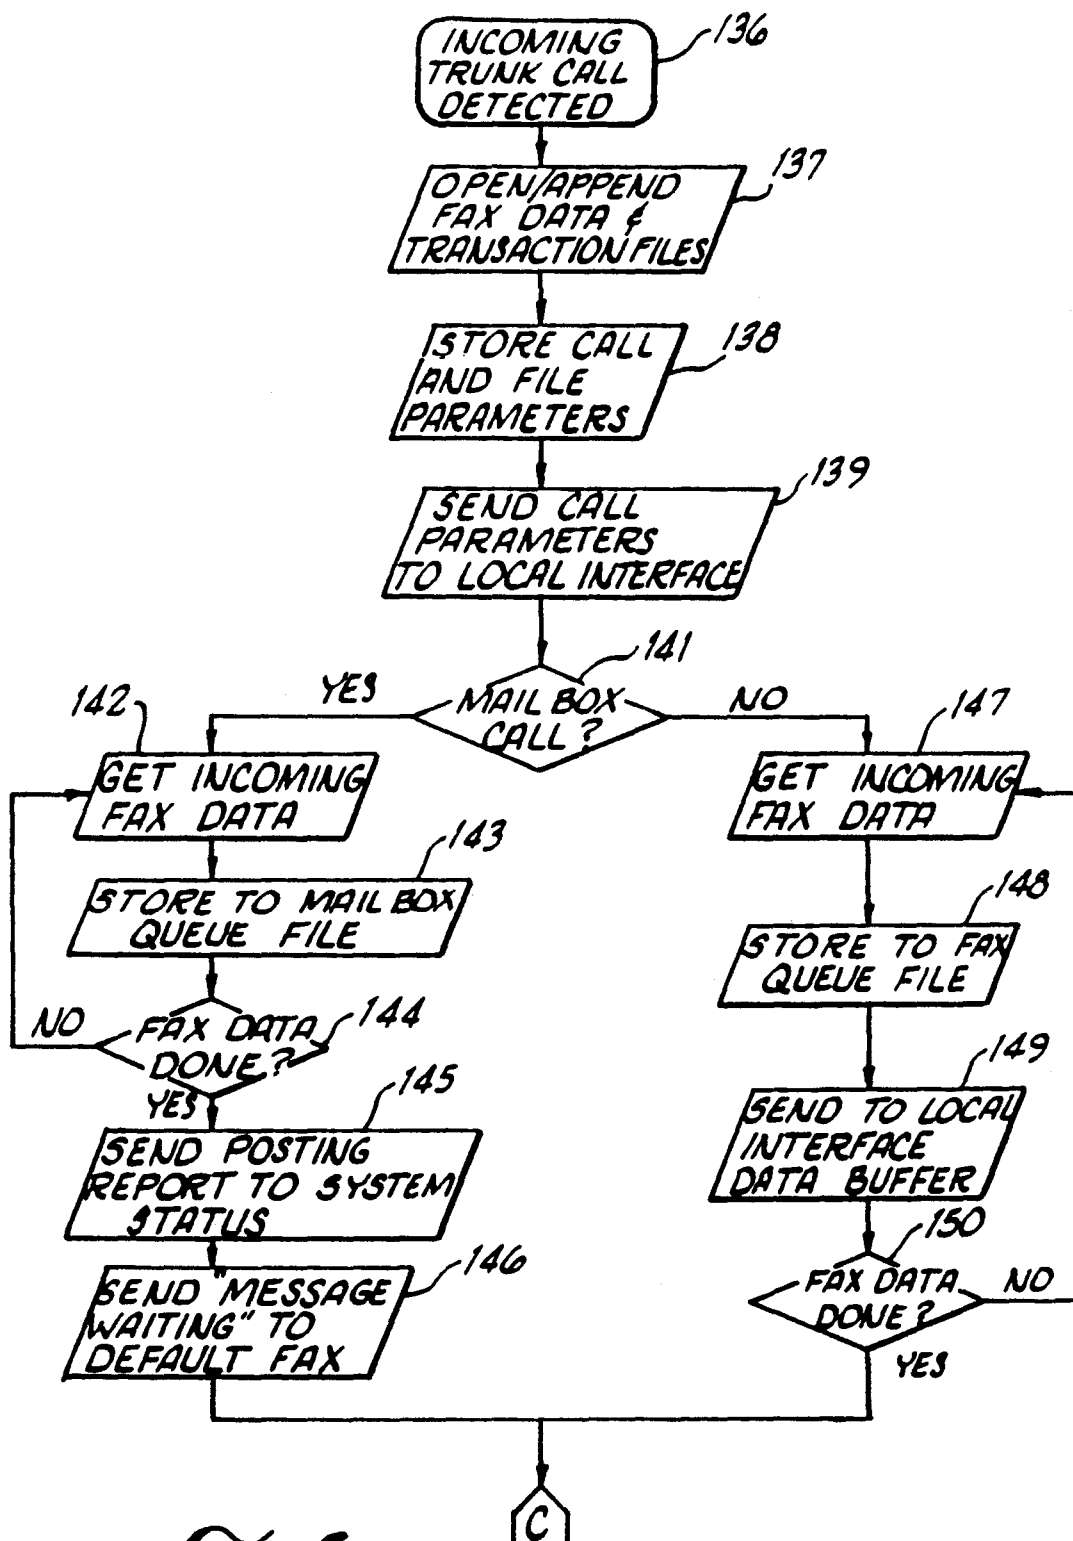 INCOMING
TRUNK CALL
DETECTED
136
OPEN/APPEND
FAX DATA &
TRANSACTION FILES
137
STORE CALL
AND FILE
PARAMETERS
138
SEND CALL
PARAMETERS
TO LOCAL INTERFACE
139
MAIL BOX
CALL?
141
YES
NO
142
GET INCOMING
FAX DATA
143
STORE TO MAIL BOX
QUEUE FILE
144
FAX DATA
DONE?
NO
YES
145
SEND POSTING
REPORT TO SYSTEM
STATUS
146
SEND "MESSAGE
WAITING" TO
DEFAULT FAX
147
GET INCOMING
FAX DATA
148
STORE TO FAX
QUEUE FILE
149
SEND TO LOCAL
INTERFACE
DATA BUFFER
150
FAX DATA
DONE?
NO
YES
C